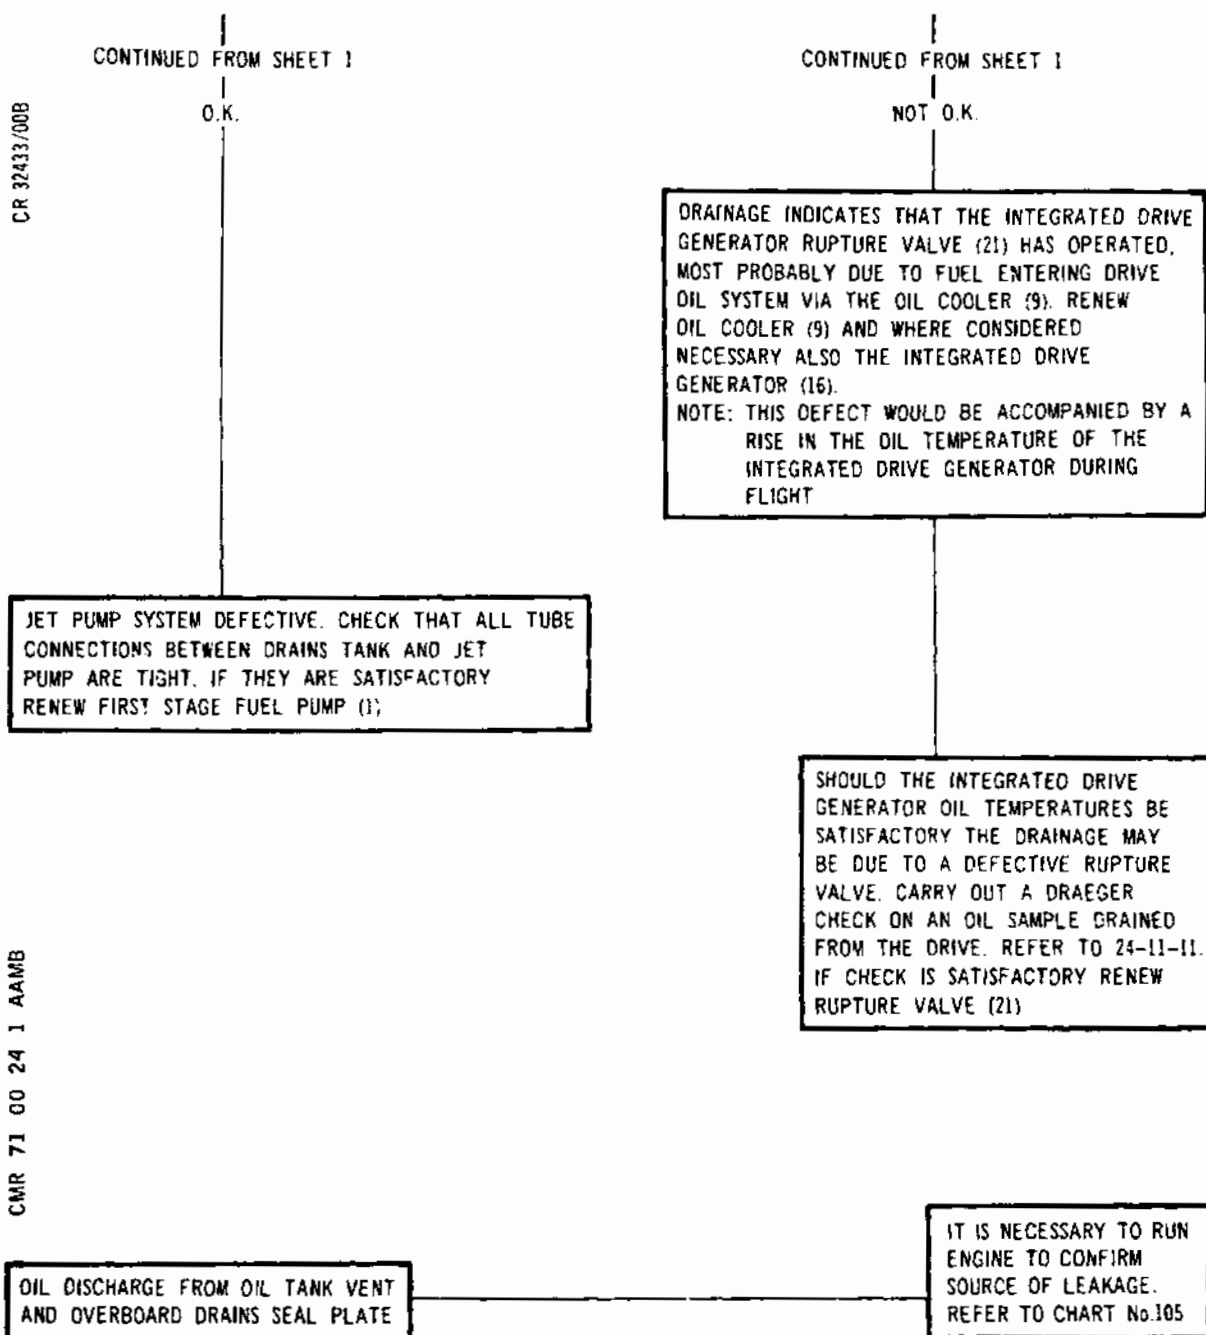 CONTINUED FROM SHEET 1
O.K.
CONTINUED FROM SHEET 1
NOT O.K.
CR 32433/00B
DRAINAGE INDICATES THAT THE INTEGRATED DRIVE
GENERATOR RUPTURE VALVE (21) HAS OPERATED,
MOST PROBABLY DUE TO FUEL ENTERING DRIVE
OIL SYSTEM VIA THE OIL COOLER (9). RENEW
OIL COOLER (9) AND WHERE CONSIDERED
NECESSARY ALSO THE INTEGRATED DRIVE
GENERATOR (16).
NOTE: THIS DEFECT WOULD BE ACCOMPANIED BY A
RISE IN THE OIL TEMPERATURE OF THE
INTEGRATED DRIVE GENERATOR DURING
FLIGHT
JET PUMP SYSTEM DEFECTIVE. CHECK THAT ALL TUBE
CONNECTIONS BETWEEN DRAINS TANK AND JET
PUMP ARE TIGHT. IF THEY ARE SATISFACTORY
RENEW FIRST STAGE FUEL PUMP (1)
SHOULD THE INTEGRATED DRIVE
GENERATOR OIL TEMPERATURES BE
SATISFACTORY THE DRAINAGE MAY
BE DUE TO A DEFECTIVE RUPTURE
VALVE. CARRY OUT A DRAEGER
CHECK ON AN OIL SAMPLE DRAINED
FROM THE DRIVE. REFER TO 24-11-11.
IF CHECK IS SATISFACTORY RENEW
RUPTURE VALVE (21)
CMR 71 00 24 1 AAMB
OIL DISCHARGE FROM OIL TANK VENT
AND OVERBOARD DRAINS SEAL PLATE
IT IS NECESSARY TO RUN
ENGINE TO CONFIRM
SOURCE OF LEAKAGE.
REFER TO CHART No.105